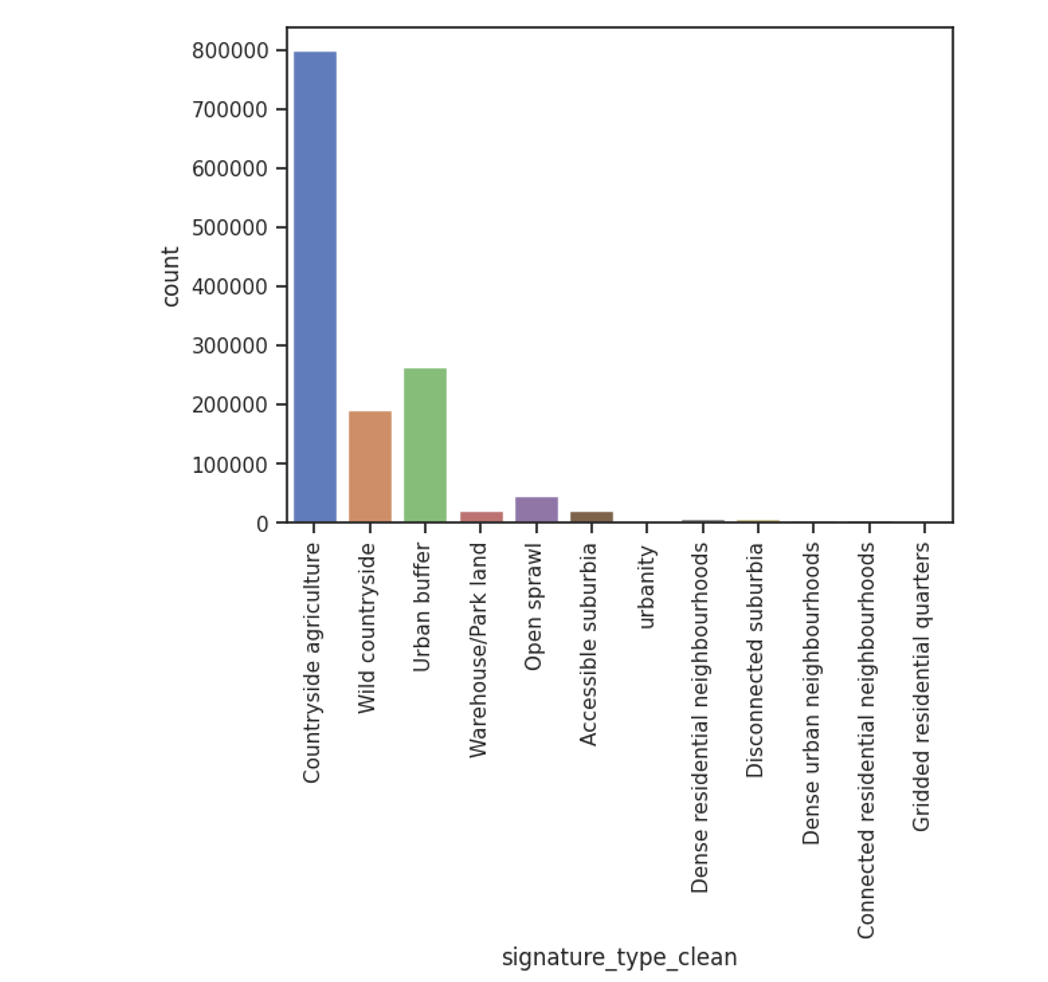 800000
700000
600000
500000
400000
300000
200000
100000
0
count
Countryside agriculture
Wild countryside
Urban buffer
Warehouse/Park land
Open sprawl
Accessible suburbia
urbanity
Dense residential neighbourhoods
Disconnected suburbia
Dense urban neighbourhoods
Connected residential neighbourhoods
Gridded residential quarters
signature_type_clean